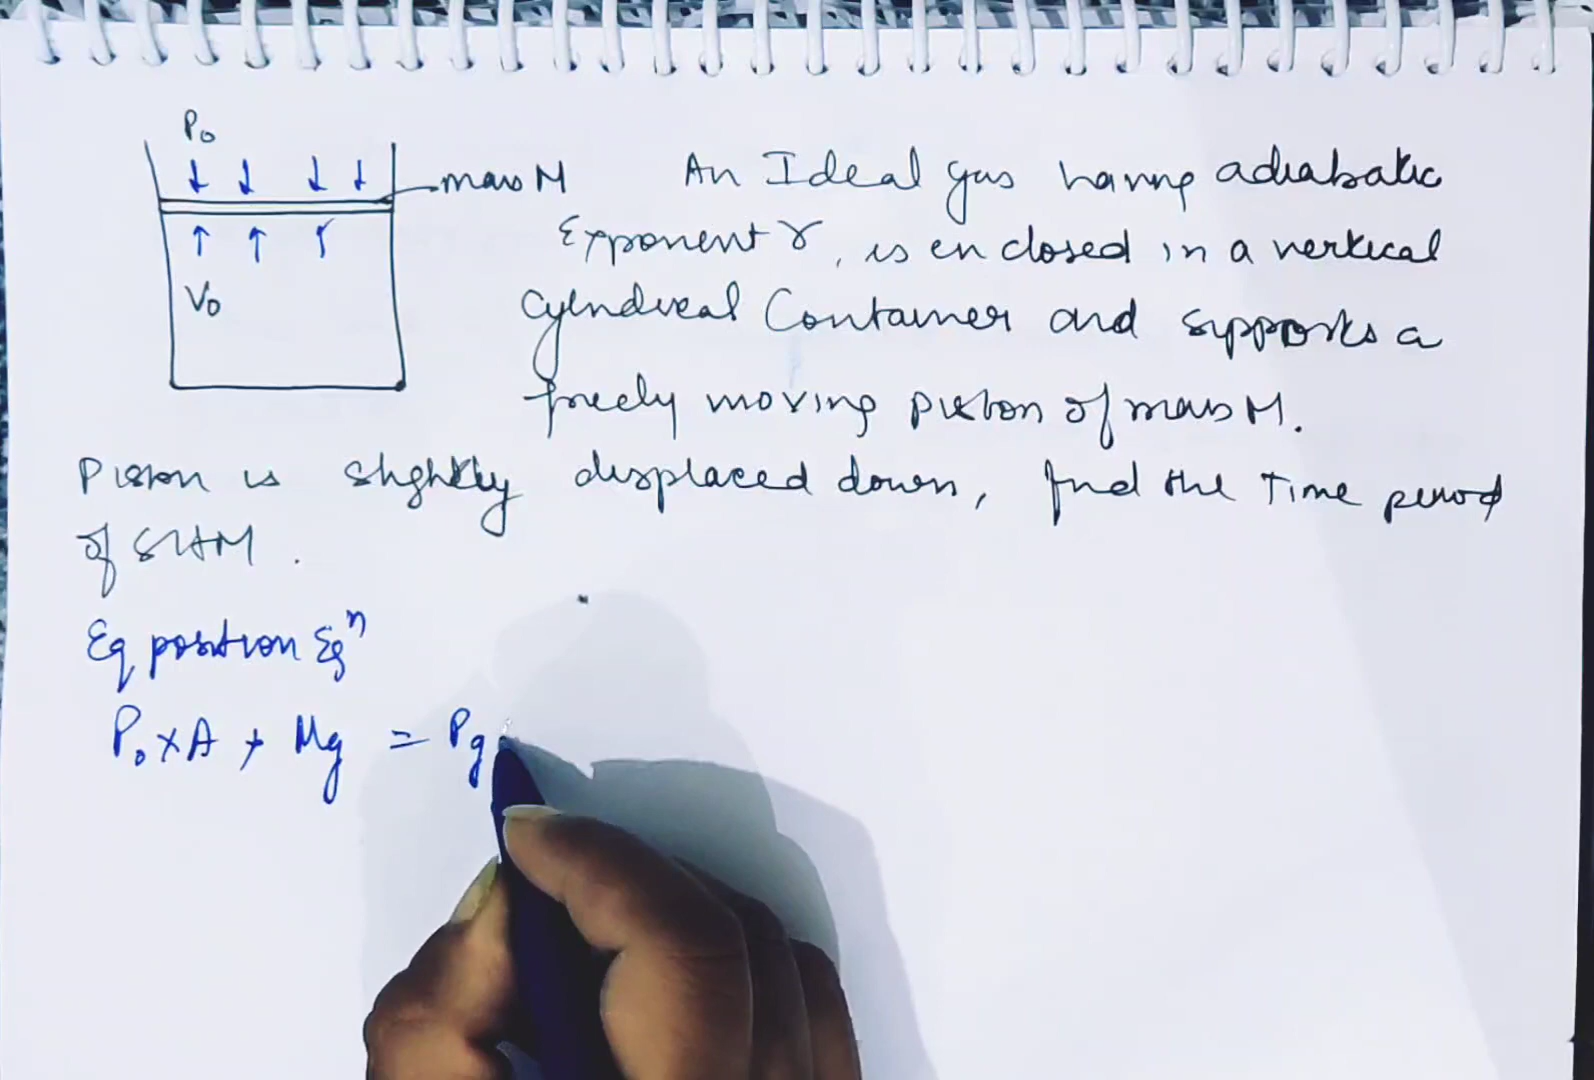 P₀
mass M
An Ideal gas having adiabatic
Exponent γ, is enclosed in a vertical
V₀
Cylindrical Container and supports a
freely moving piston of mass M.
Piston is slightly displaced down, find the Time period
of SHM.
Eq position Eqⁿ
P₀ × A + Mg = Pg